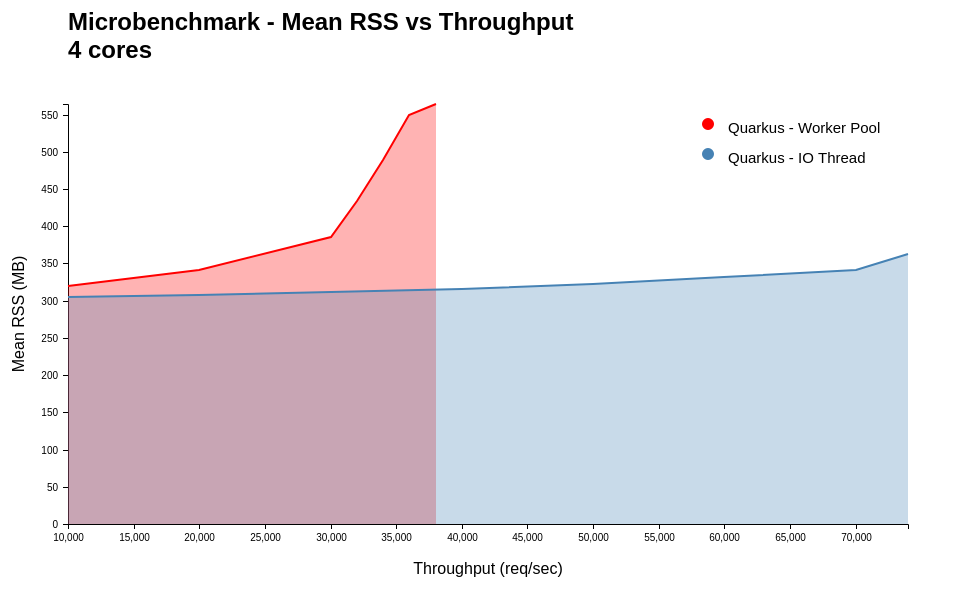 Microbenchmark - Mean RSS vs Throughput
4 cores
Quarkus - Worker Pool
Quarkus - IO Thread
Mean RSS (MB)
550
500
450
400
350
300
250
200
150
100
50
0
10,000 15,000 20,000 25,000 30,000 35,000 40,000 45,000 50,000 55,000 60,000 65,000 70,000
Throughput (req/sec)